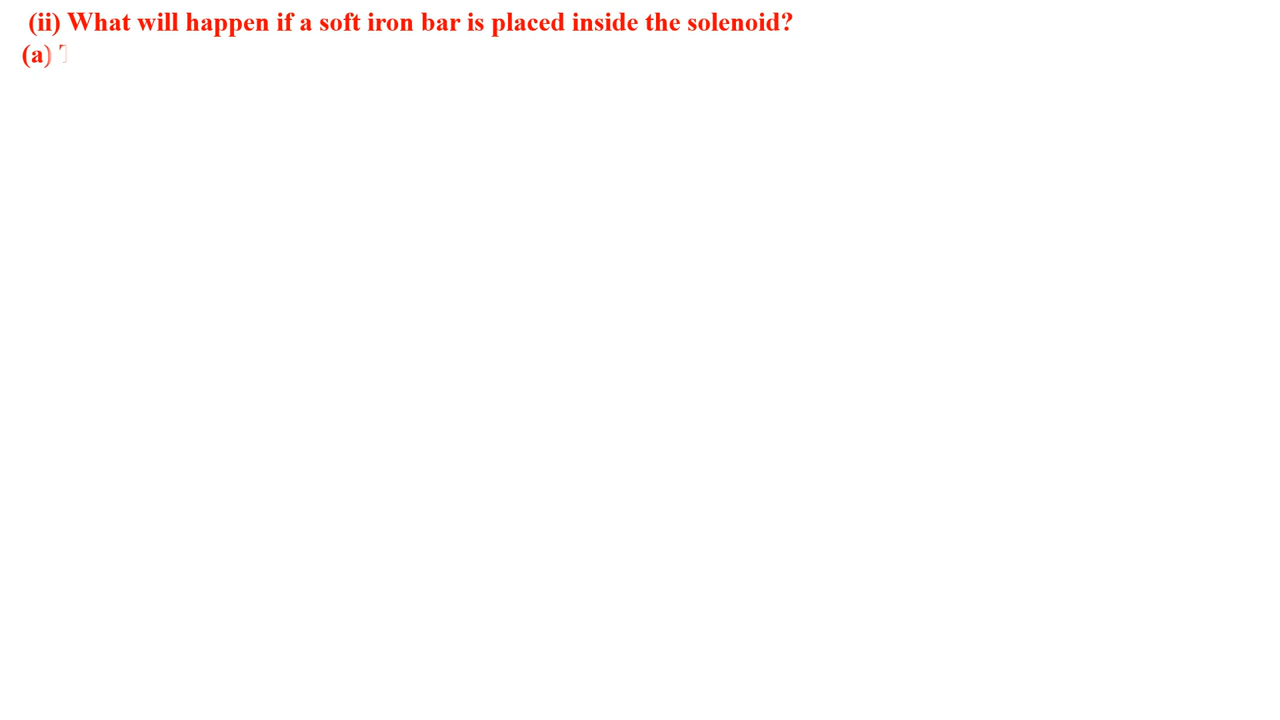 (ii) What will happen if a soft iron bar is placed inside the solenoid?
(a)